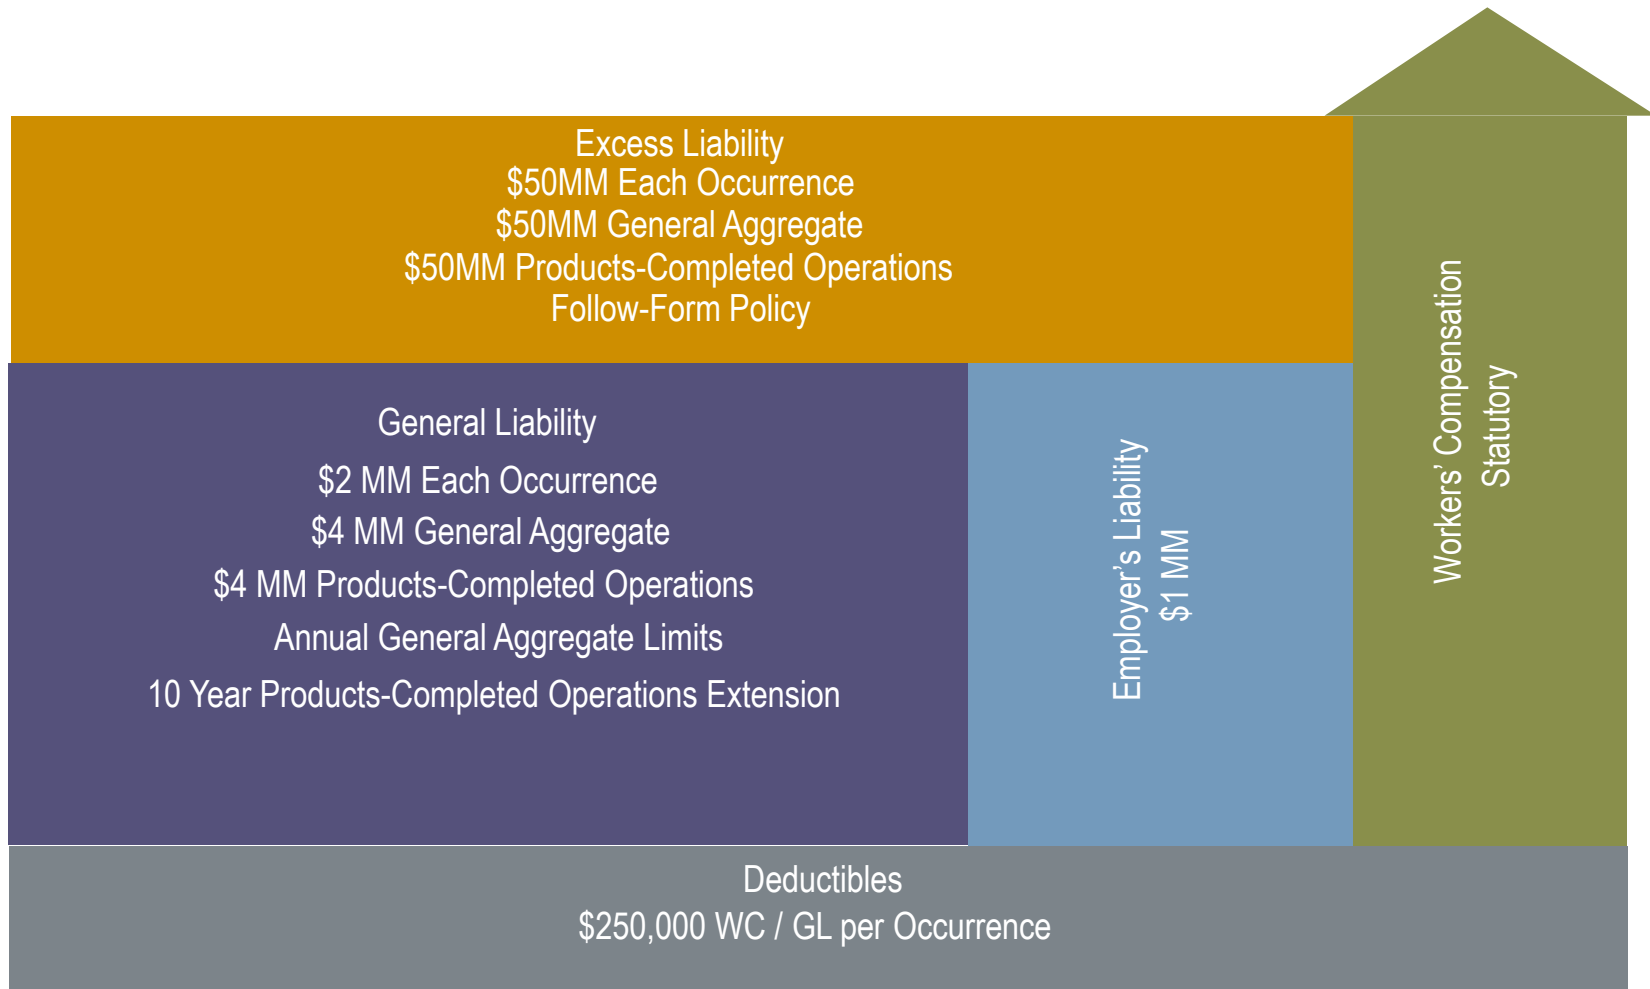 Excess Liability
$50MM Each Occurrence
$50MM General Aggregate
$50MM Products-Completed Operations
Follow-Form Policy
General Liability
$2 MM Each Occurrence
$4 MM General Aggregate
$4 MM Products-Completed Operations
Annual General Aggregate Limits
10 Year Products-Completed Operations Extension
Employer’s Liability
$1 MM
Workers’ Compensation
Statutory
Deductibles
$250,000 WC / GL per Occurrence